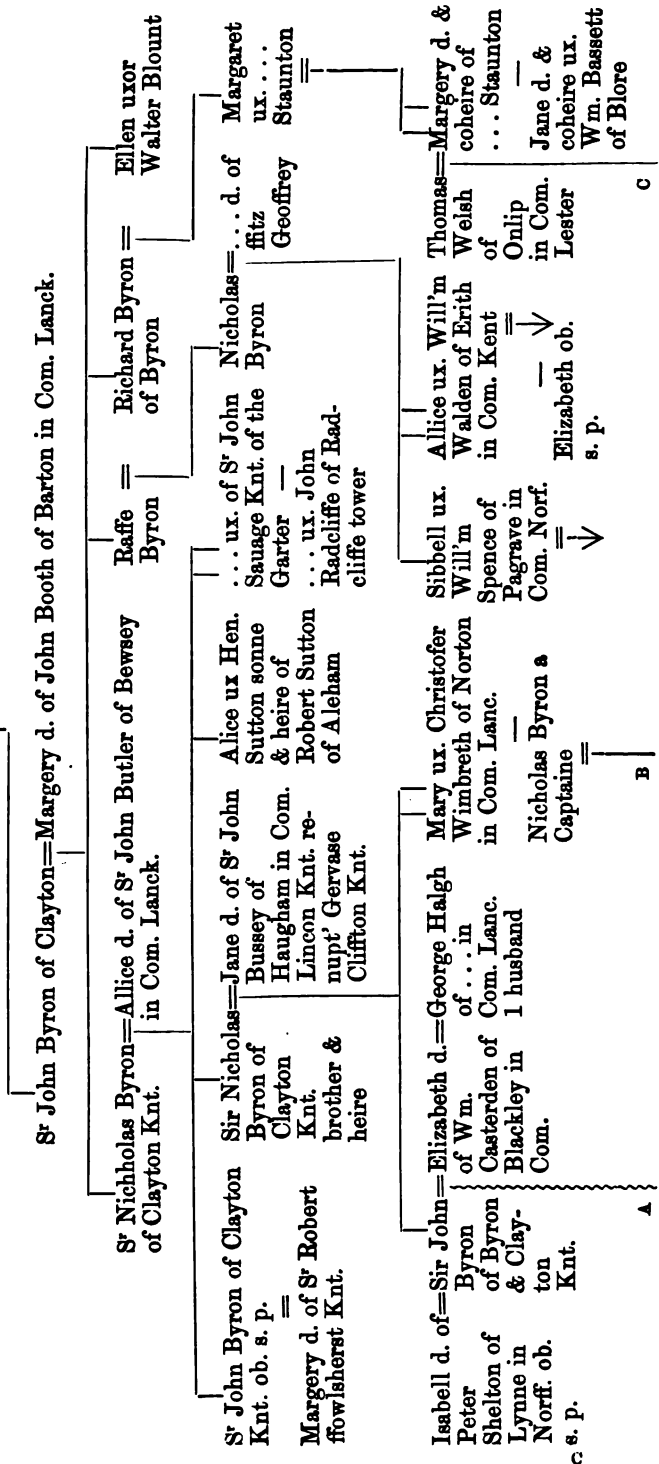 Sr John Byron of Clayton=Margery d. of John Booth of Barton in Com. Lanck.
Sr Nichholas Byron=Allice d. of Sr John Butler of Bewsey
of Clayton Knt.
in Com. Lanck.
Raffe =
Byron
Richard Byron =
of Byron
Ellen uxor
Walter Blount
Sr John Byron of Clayton
Knt. ob. s. p.
=
Margery d. of Sr Robert
ffowlsherst Knt.
Sir Nicholas=Jane d. of Sr John
Byron of
Clayton
Knt.
brother &
heire
Bussey of
Haugham in Com.
Lincon Knt. re-
nupt' Gervase
Cliffton Knt.
Alice ux Hen.
Sutton sonne
& heire of
Robert Sutton
of Aleham
... ux. of Sr John
Sauage Knt. of the
Garter
—
... ux. John
Radcliffe of Rad-
cliffe tower
Nicholas=... d. of
Byron
ffitz
Geoffrey
Margaret
ux. ....
Staunton
=
Isabell d. of=Sir John=Elizabeth d.=George Halgh
Peter
Shelton of
Lynne in
Norff. ob.
s. p.
Byron
of Byron
& Clay-
ton
Knt.
of Wm.
Casterden of
Blackley in
Com.
of ... in
Com. Lanc.
1 husband
Mary ux. Christofer
Wimbreth of Norton
in Com. Lanc.
—
Nicholas Byron a
Captaine
=
Sibbell ux.
Will'm
Spence of
Pagrave in
Com. Norf.
=
Allice ux. Will'm
Walden of Erith
in Com. Kent
=
—
Elizabeth ob.
s. p.
Thomas=Margery d. &
Welsh
of
Onlip
in Com.
Lester
coheire of
... Staunton
—
Jane d. &
coheire ux.
Wm. Bassett
of Blore
A
B
C